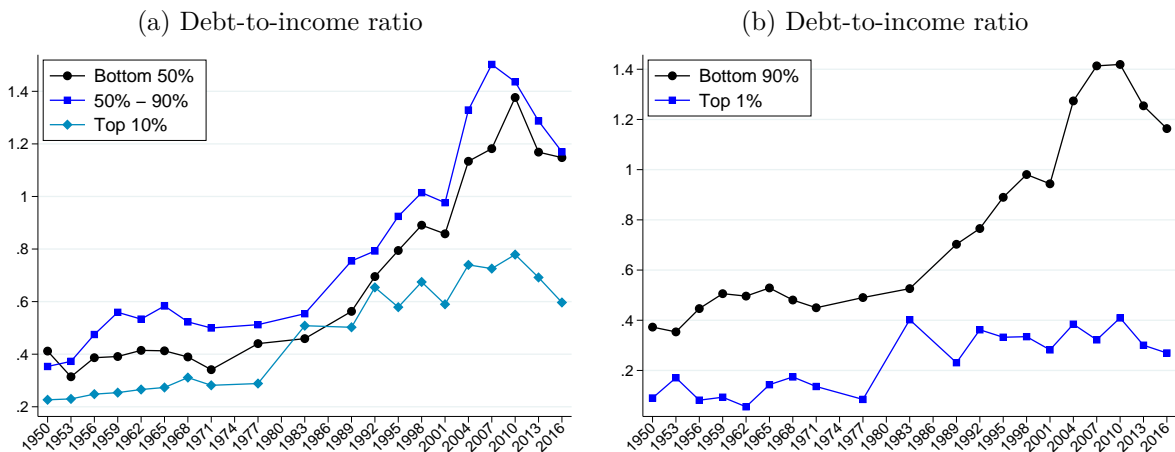 (a) Debt-to-income ratio
Bottom 50%
50% − 90%
Top 10%
1.4
1.2
1
.8
.6
.4
.2
1950 1953 1956 1959 1962 1965 1968 1971 1974 1977 1980 1983 1986 1989 1992 1995 1998 2001 2004 2007 2010 2013 2016
(b) Debt-to-income ratio
Bottom 90%
Top 1%
1.4
1.2
1
.8
.6
.4
.2
1950 1953 1956 1959 1962 1965 1968 1971 1974 1977 1980 1983 1986 1989 1992 1995 1998 2001 2004 2007 2010 2013 2016